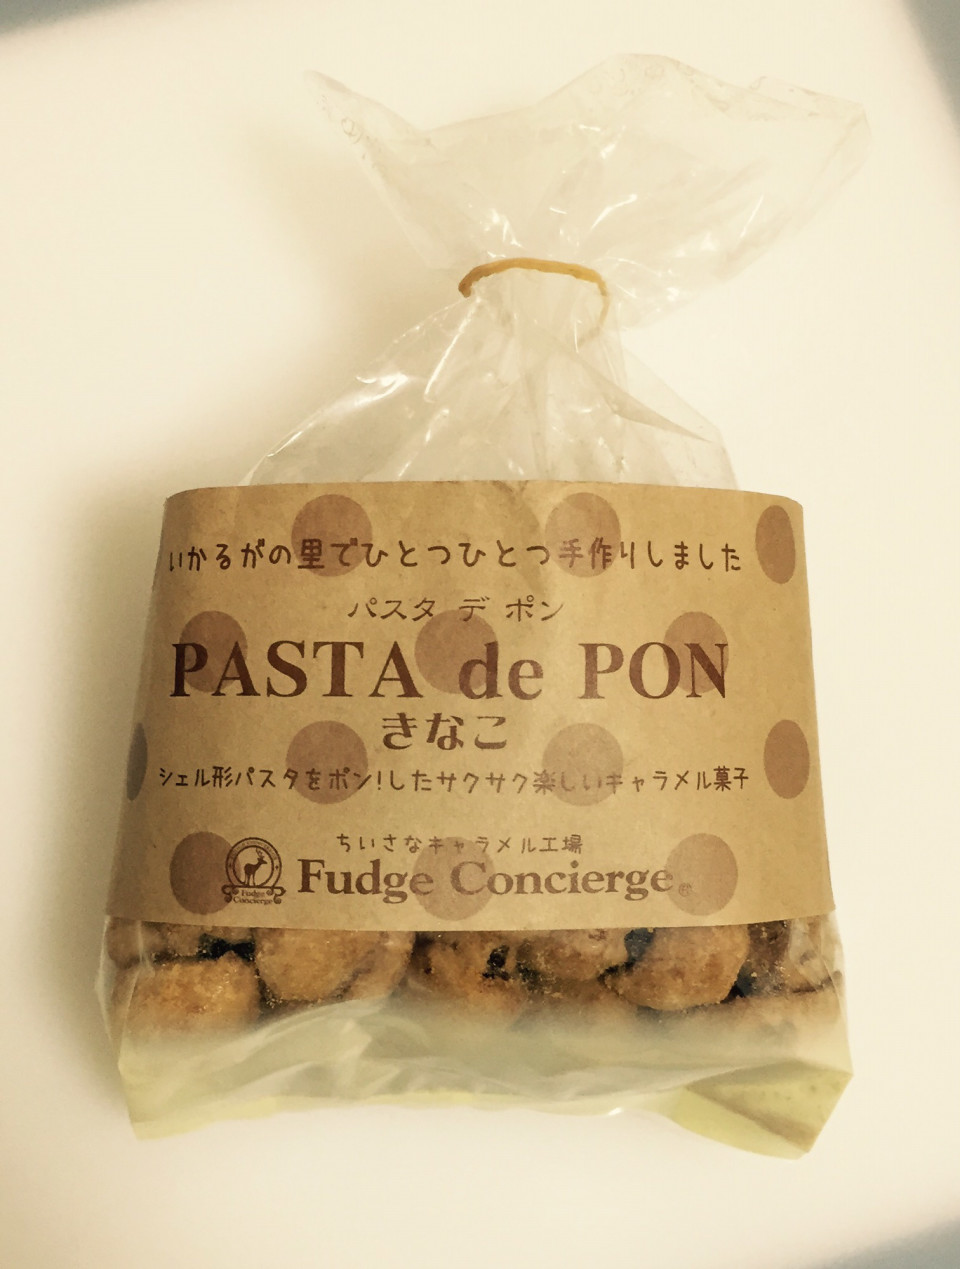 いかるがの里でひとつひとつ手作りしました
パスタ デ ポン
PASTA de PON
きなこ
シェル形パスタをポン!したサクサク楽しいキャラメル菓子
ちいさなキャラメル工場
Fudge Concierge
Fudge
Concierge